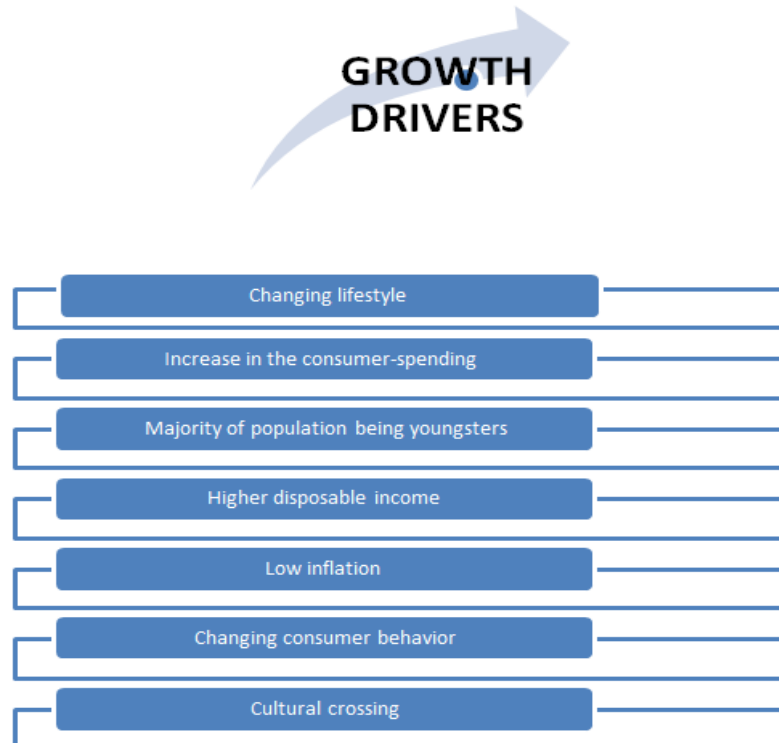 GROWTH
DRIVERS
Changing lifestyle
Increase in the consumer-spending
Majority of population being youngsters
Higher disposable income
Low inflation
Changing consumer behavior
Cultural crossing